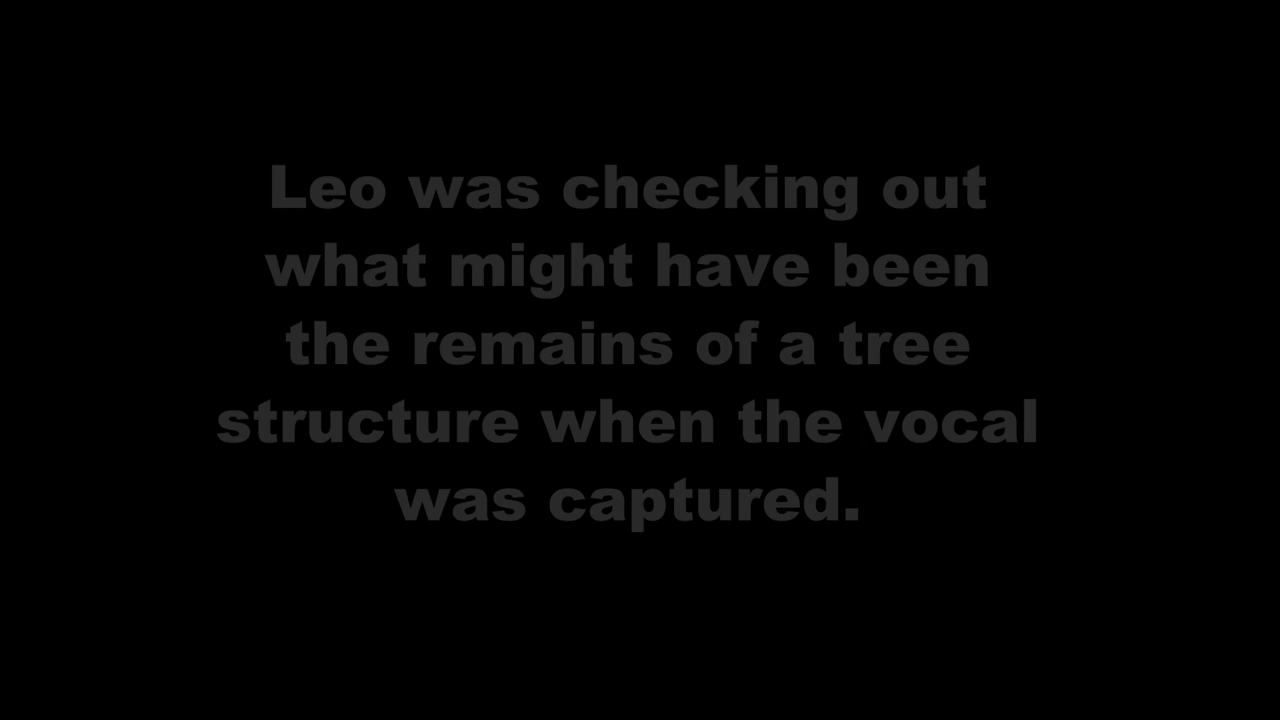 Leo was checking out
what might have been
the remains of a tree
structure when the vocal
was captured.